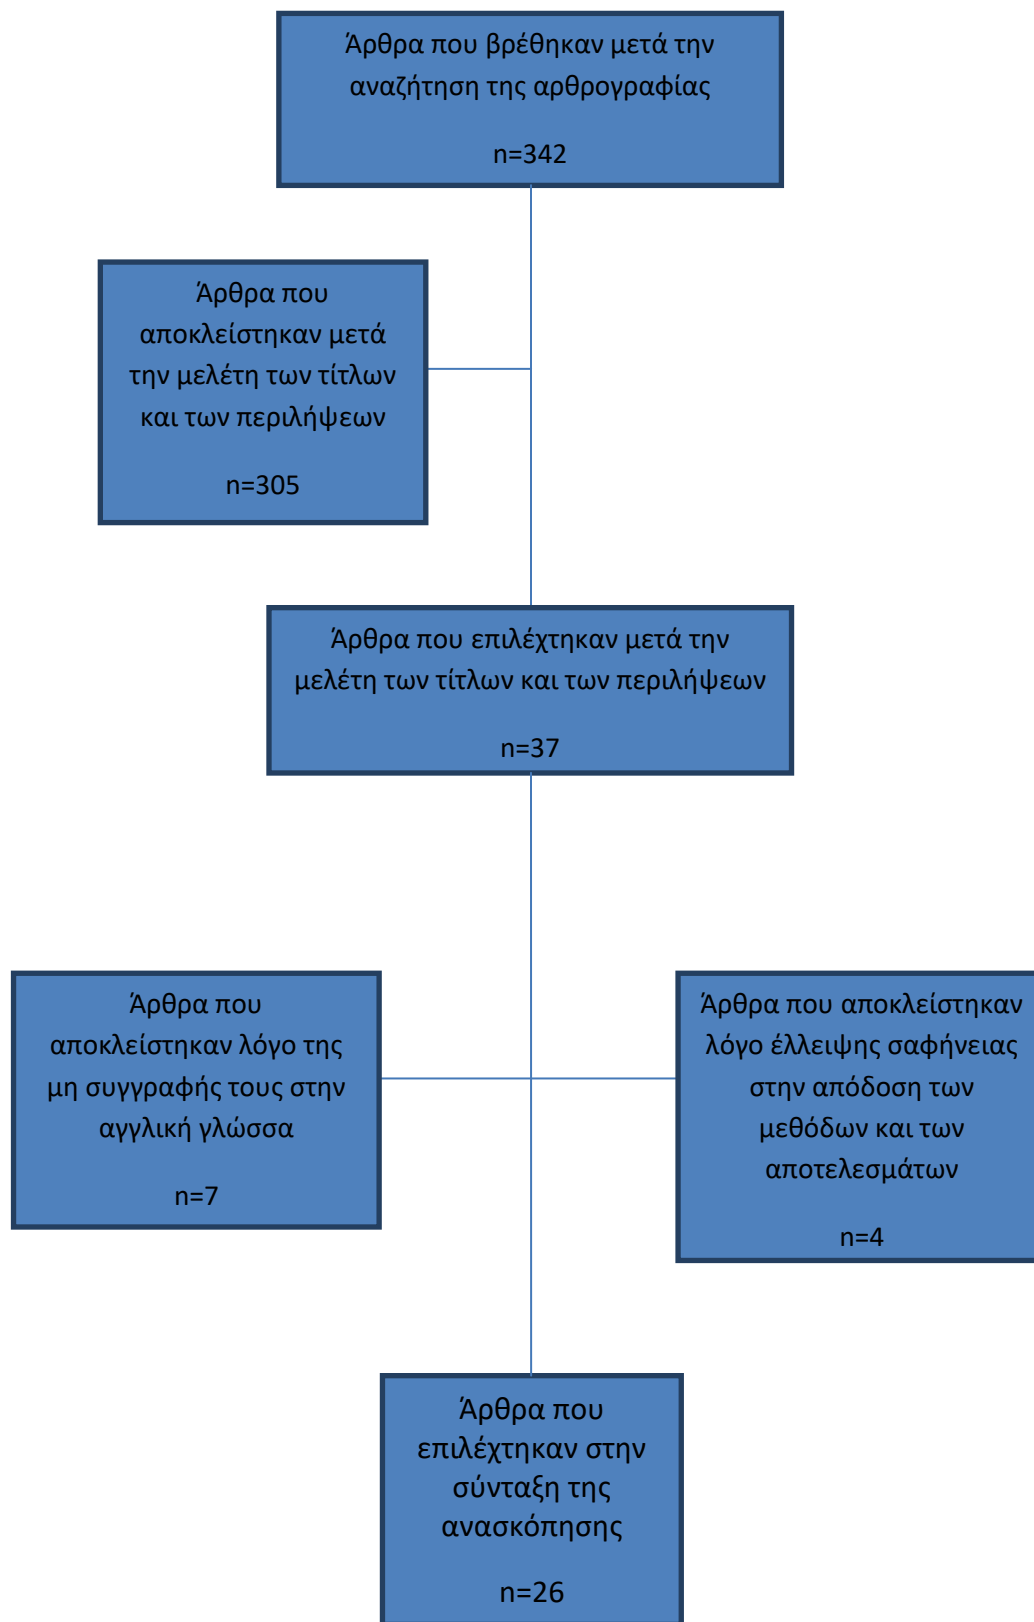 Άρθρα που βρέθηκαν μετά την
αναζήτηση της αρθρογραφίας
n=342
Άρθρα που
αποκλείστηκαν μετά
την μελέτη των τίτλων
και των περιλήψεων
n=305
Άρθρα που επιλέχτηκαν μετά την
μελέτη των τίτλων και των περιλήψεων
n=37
Άρθρα που
αποκλείστηκαν λόγο της
μη συγγραφής τους στην
αγγλική γλώσσα
n=7
Άρθρα που αποκλείστηκαν
λόγο έλλειψης σαφήνειας
στην απόδοση των
μεθόδων και των
αποτελεσμάτων
n=4
Άρθρα που
επιλέχτηκαν στην
σύνταξη της
ανασκόπησης
n=26